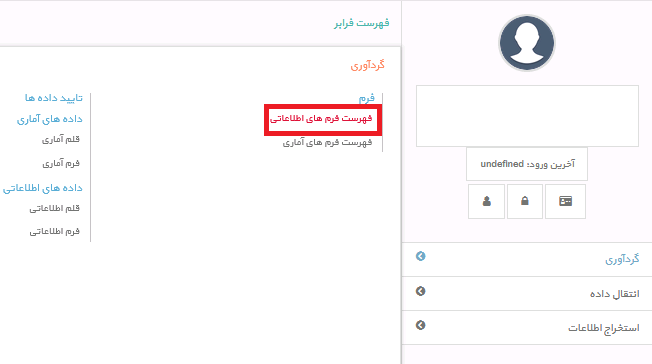 فهرست فرابر
گردآوری
فرم
فهرست فرم های اطلاعاتی
فهرست فرم های آماری
تایید داده ها
داده های آماری
قلم آماری
فرم آماری
داده های اطلاعاتی
قلم اطلاعاتی
فرم اطلاعاتی
آخرین ورود: undefined
گردآوری
انتقال داده
استخراج اطلاعات